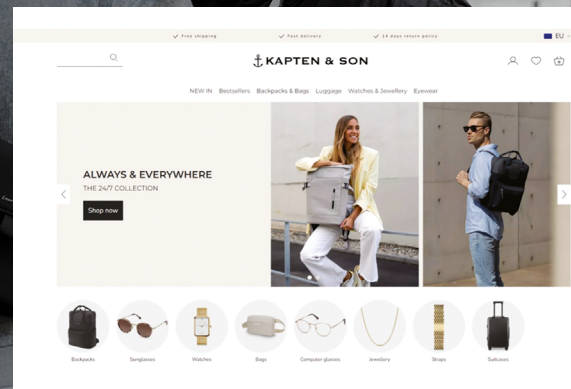 Free shipping
Fast delivery
14 days return policy
EU
KAPTEN & SON
NEW IN Bestsellers Backpacks & Bags Luggage Watches & Jewellery Eyewear
ALWAYS & EVERYWHERE
THE 24/7 COLLECTION
Shop now
Backpacks
Sunglasses
Watches
Bags
Computer glasses
Jewellery
Straps
Suitcases